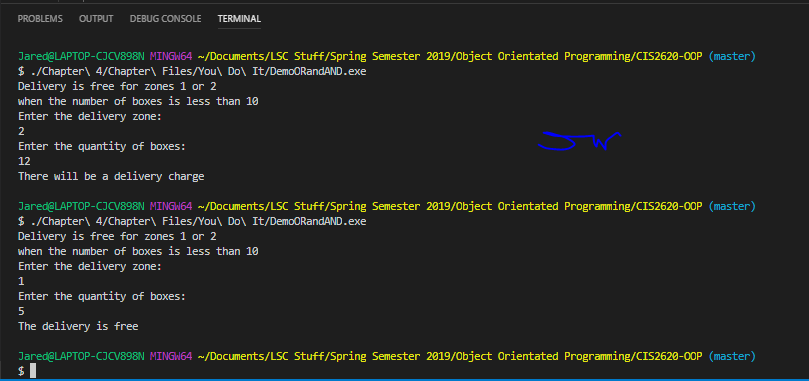 PROBLEMS OUTPUT DEBUG CONSOLE TERMINAL
Jared@LAPTOP-CJCV898N MINGW64 ~/Documents/LSC Stuff/Spring Semester 2019/Object Orientated Programming/CIS2620-OOP (master)
$ ./Chapter\ 4/Chapter\ Files/You\ Do\ It/DemoORandAND.exe
Delivery is free for zones 1 or 2
when the number of boxes is less than 10
Enter the delivery zone:
2
Enter the quantity of boxes:
12
There will be a delivery charge
Jared@LAPTOP-CJCV898N MINGW64 ~/Documents/LSC Stuff/Spring Semester 2019/Object Orientated Programming/CIS2620-OOP (master)
$ ./Chapter\ 4/Chapter\ Files/You\ Do\ It/DemoORandAND.exe
Delivery is free for zones 1 or 2
when the number of boxes is less than 10
Enter the delivery zone:
1
Enter the quantity of boxes:
5
The delivery is free
Jared@LAPTOP-CJCV898N MINGW64 ~/Documents/LSC Stuff/Spring Semester 2019/Object Orientated Programming/CIS2620-OOP (master)
$